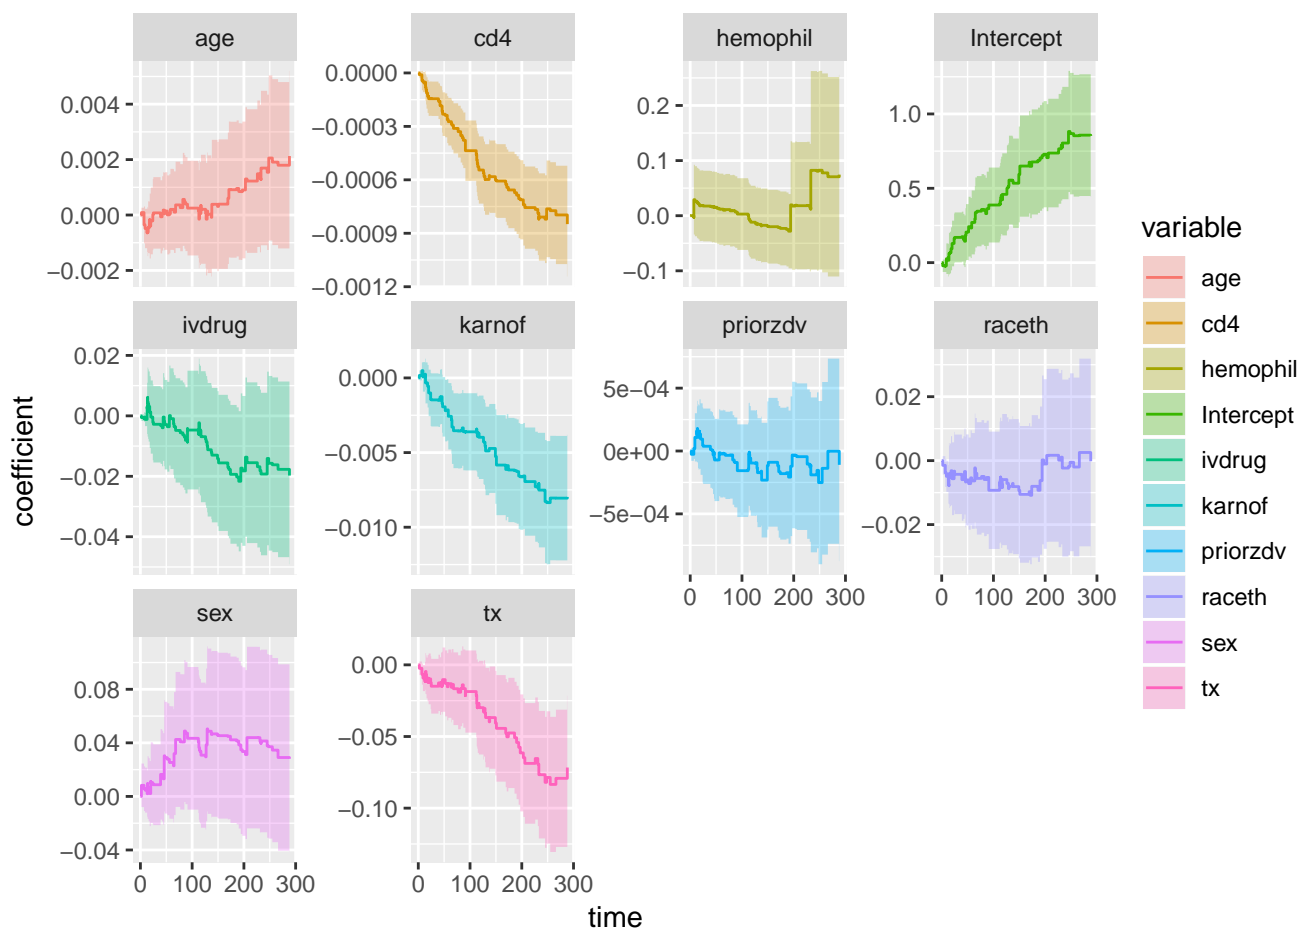 age cd4 hemophil Intercept
0.004
0.002
0.000
−0.002
0.0000
−0.0003
−0.0006
−0.0009
−0.0012
0.2
0.1
0.0
−0.1
1.0
0.5
0.0
ivdrug karnof priorzdv raceth
0.02
0.00
−0.02
−0.04
0.000
−0.005
−0.010
5e−04
0e+00
−5e−04
0.02
0.00
−0.02
0 100 200 300
0 100 200 300
sex tx
0.08
0.04
0.00
−0.04
0.00
−0.05
−0.10
0 100 200 300
0 100 200 300
time
coefficient
variable
age
cd4
hemophil
Intercept
ivdrug
karnof
priorzdv
raceth
sex
tx